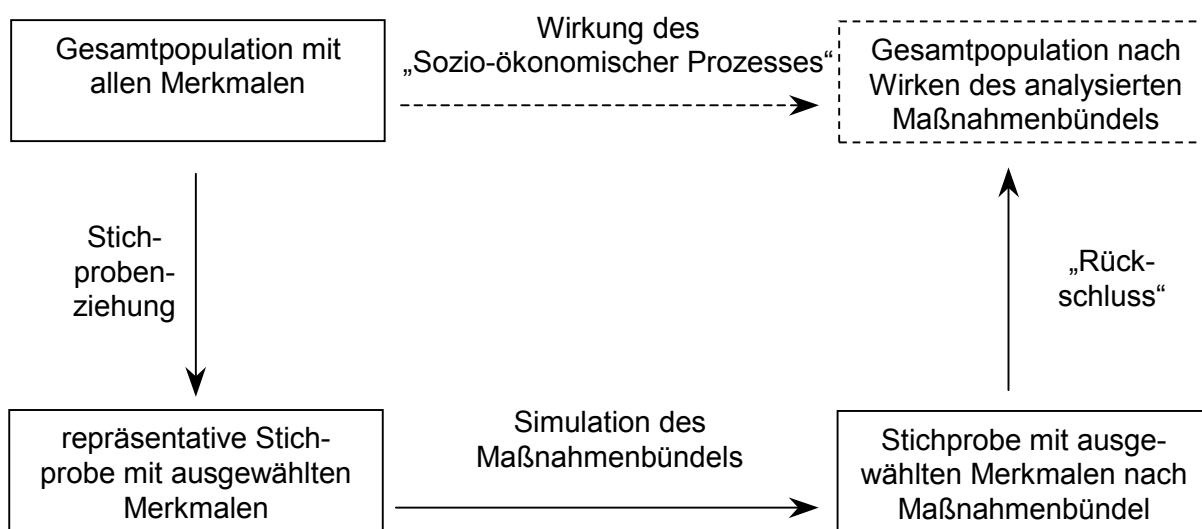 Gesamtpopulation mit
allen Merkmalen
Wirkung des
„Sozio-ökonomischer Prozesses“
Gesamtpopulation nach
Wirken des analysierten
Maßnahmenbündels
Stich-
proben-
ziehung
„Rück-
schluss“
repräsentative Stich-
probe mit ausgewählten
Merkmalen
Simulation des
Maßnahmenbündels
Stichprobe mit ausge-
wählten Merkmalen nach
Maßnahmenbündel